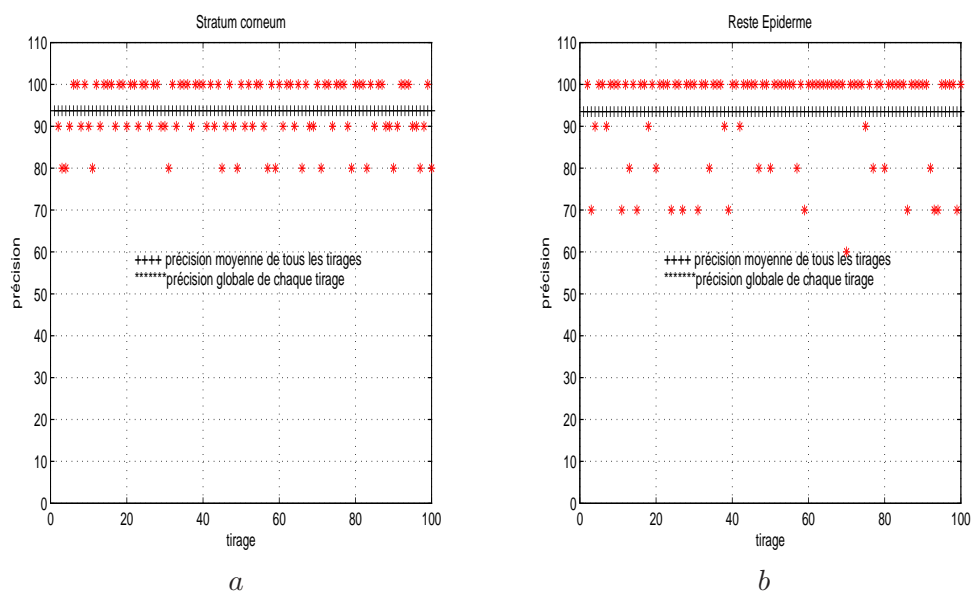 Stratum corneum
110
100
90
80
70
60
50
40
30
20
10
0
précision
++++ précision moyenne de tous les tirages
*******précision globale de chaque tirage
0 20 40 60 80 100
tirage
a
Reste Epiderme
110
100
90
80
70
60
50
40
30
20
10
0
précision
++++ précision moyenne de tous les tirages
*******précision globale de chaque tirage
0 20 40 60 80 100
tirage
b